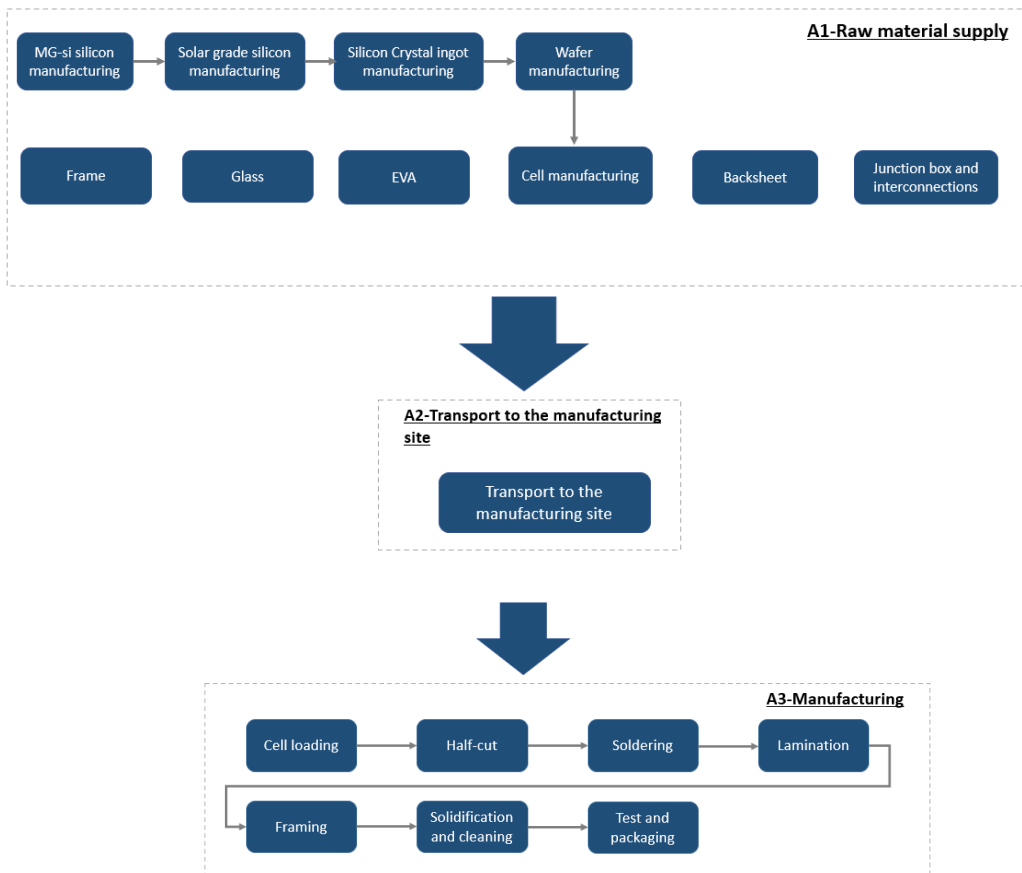 A1-Raw material supply
MG-si silicon
manufacturing
Solar grade silicon
manufacturing
Silicon Crystal ingot
manufacturing
Wafer
manufacturing
Frame
Glass
EVA
Cell manufacturing
Backsheet
Junction box and
interconnections
A2-Transport to the manufacturing
site
Transport to the
manufacturing site
A3-Manufacturing
Cell loading
Half-cut
Soldering
Lamination
Framing
Solidification
and cleaning
Test and
packaging